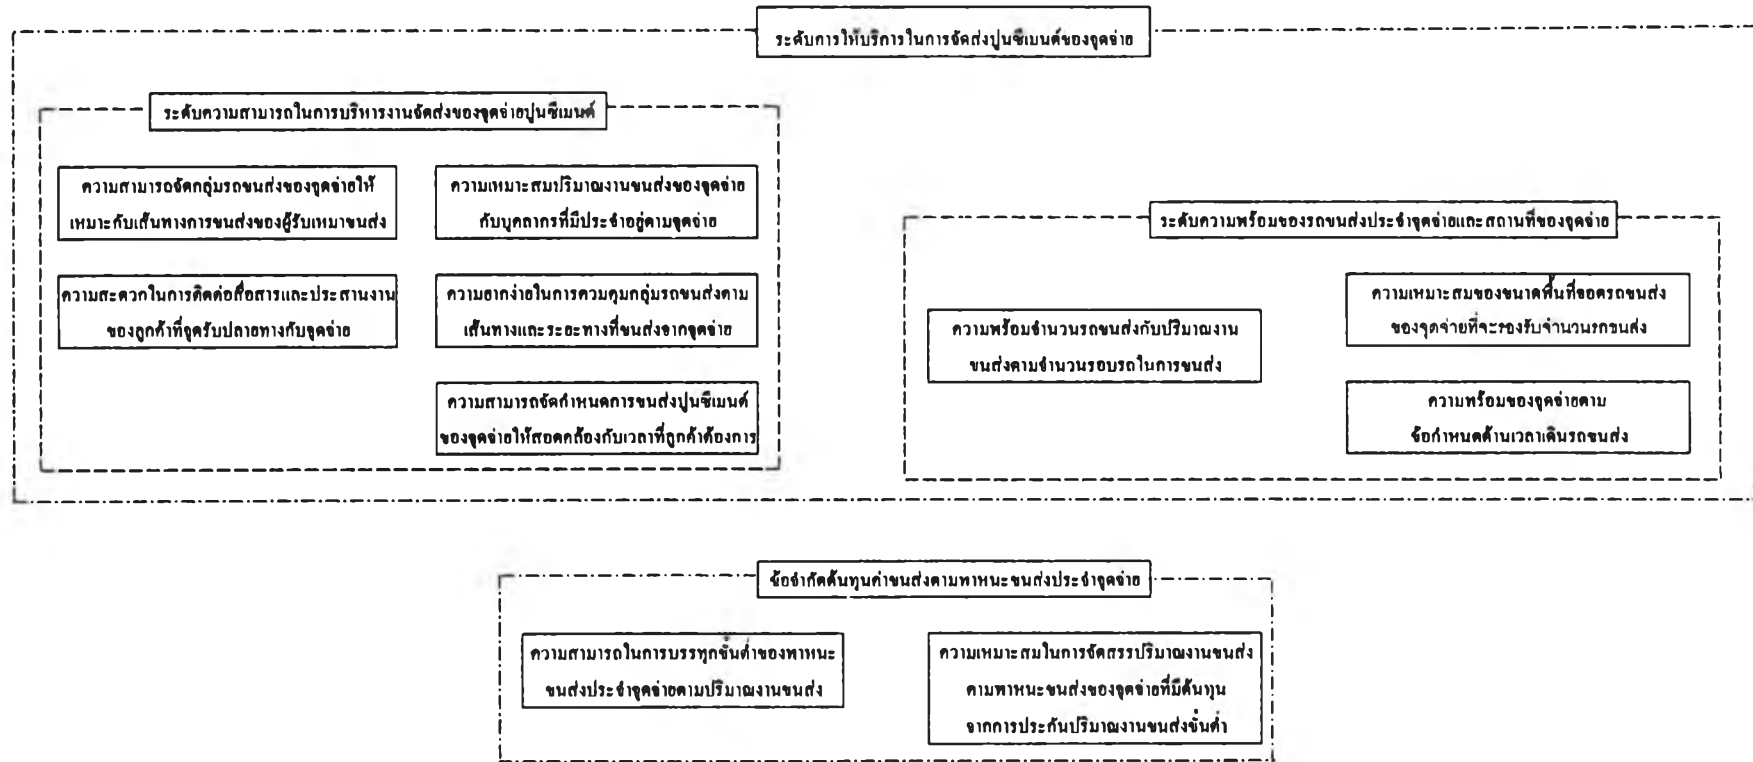 ระดับการให้บริการในการจัดส่งปูนซีเมนต์ของจุดจ่าย
ระดับความสามารถในการบริหารงานจัดส่งของจุดจ่ายปูนซีเมนต์
ความสามารถจัดกลุ่มรถขนส่งของจุดจ่ายให้
เหมาะกับเส้นทางการขนส่งของผู้รับเหมาขนส่ง
ความเหมาะสมปริมาณงานขนส่งของจุดจ่าย
กับบุคลากรที่มีประจำอยู่ตามจุดจ่าย
ความสะดวกในการติดต่อสื่อสารและประสานงาน
ของลูกค้าที่จุดรับปลายทางกับจุดจ่าย
ความยากง่ายในการควบคุมกลุ่มรถขนส่งตาม
เส้นทางและระยะทางที่ขนส่งจากจุดจ่าย
ความสามารถจัดกำหนดการขนส่งปูนซีเมนต์
ของจุดจ่ายให้สอดคล้องกับเวลาที่ลูกค้าต้องการ
ระดับความพร้อมของรถขนส่งประจำจุดจ่ายและสถานที่ของจุดจ่าย
ความพร้อมจำนวนรถขนส่งกับปริมาณงาน
ขนส่งตามจำนวนรอบรถในการขนส่ง
ความเหมาะสมของขนาดพื้นที่จอดรถขนส่ง
ของจุดจ่ายที่จะรองรับจำนวนรถขนส่ง
ความพร้อมของจุดจ่ายตาม
ข้อกำหนดด้านเวลาเดินรถขนส่ง
ข้อจำกัดต้นทุนค่าขนส่งตามพาหนะขนส่งประจำจุดจ่าย
ความสามารถในการบรรทุกขั้นต่ำของพาหนะ
ขนส่งประจำจุดจ่ายตามปริมาณงานขนส่ง
ความเหมาะสมในการจัดสรรปริมาณงานขนส่ง
ตามพาหนะขนส่งของจุดจ่ายที่มีต้นทุน
จากการประกันปริมาณงานขนส่งขั้นต่ำ